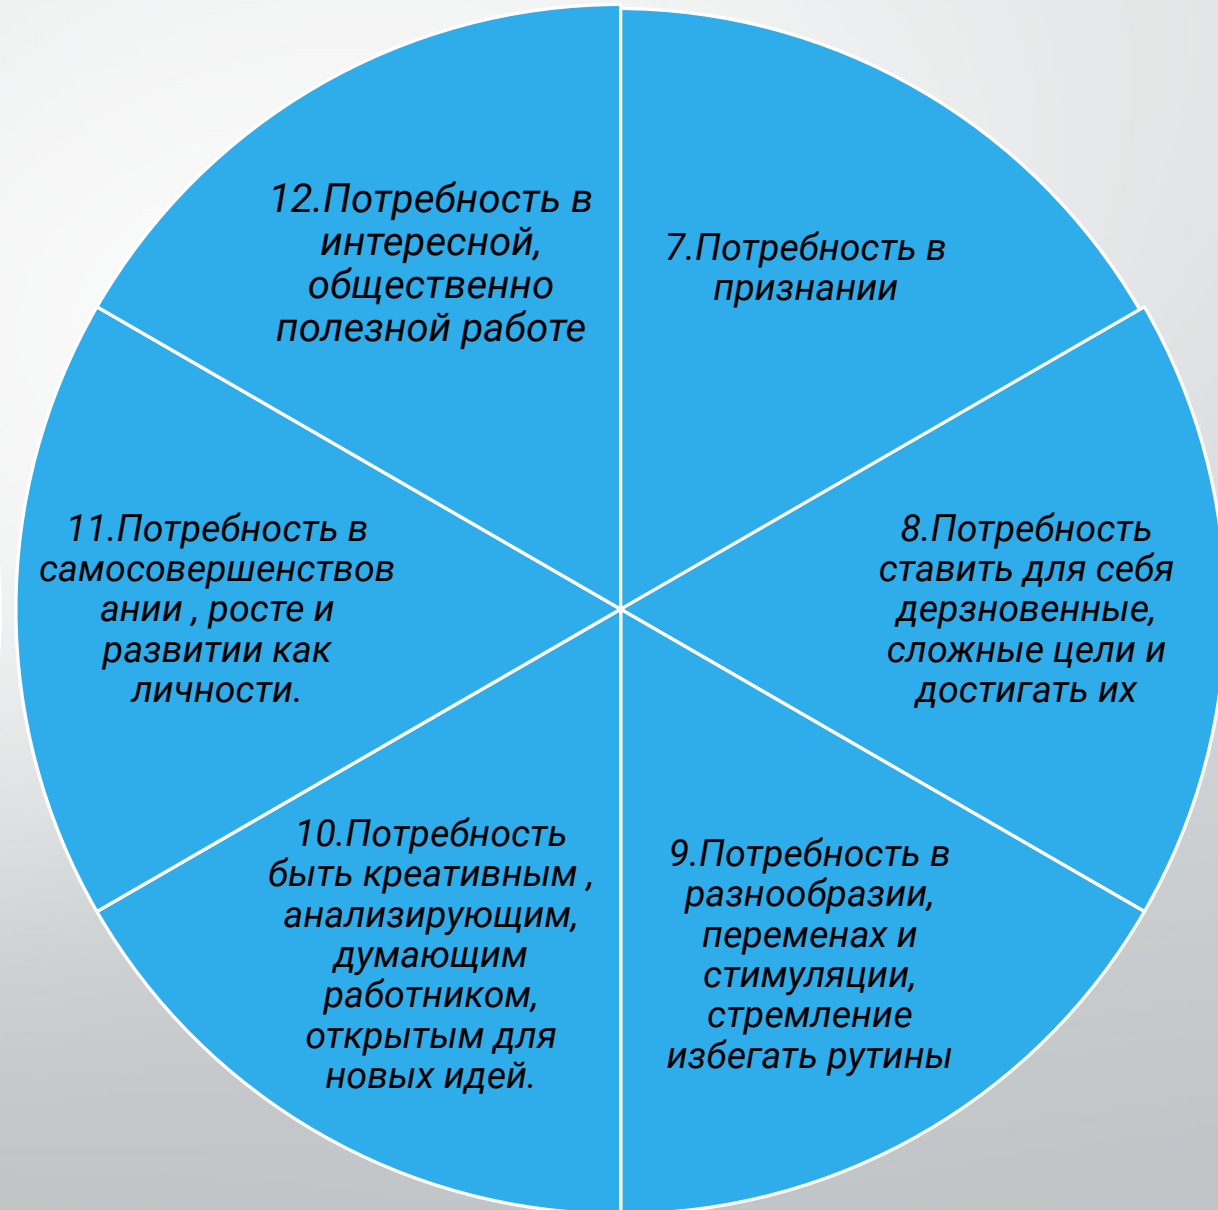 7.Потребность в
признании
8.Потребность
ставить для себя
дерзновенные,
сложные цели и
достигать их
9.Потребность в
разнообразии,
переменах и
стимуляции,
стремление
избегать рутины
10.Потребность
быть креативным ,
анализирующим,
думающим
работником,
открытым для
новых идей.
11.Потребность в
самосовершенствов
ании , росте и
развитии как
личности.
12.Потребность в
интересной,
общественно
полезной работе